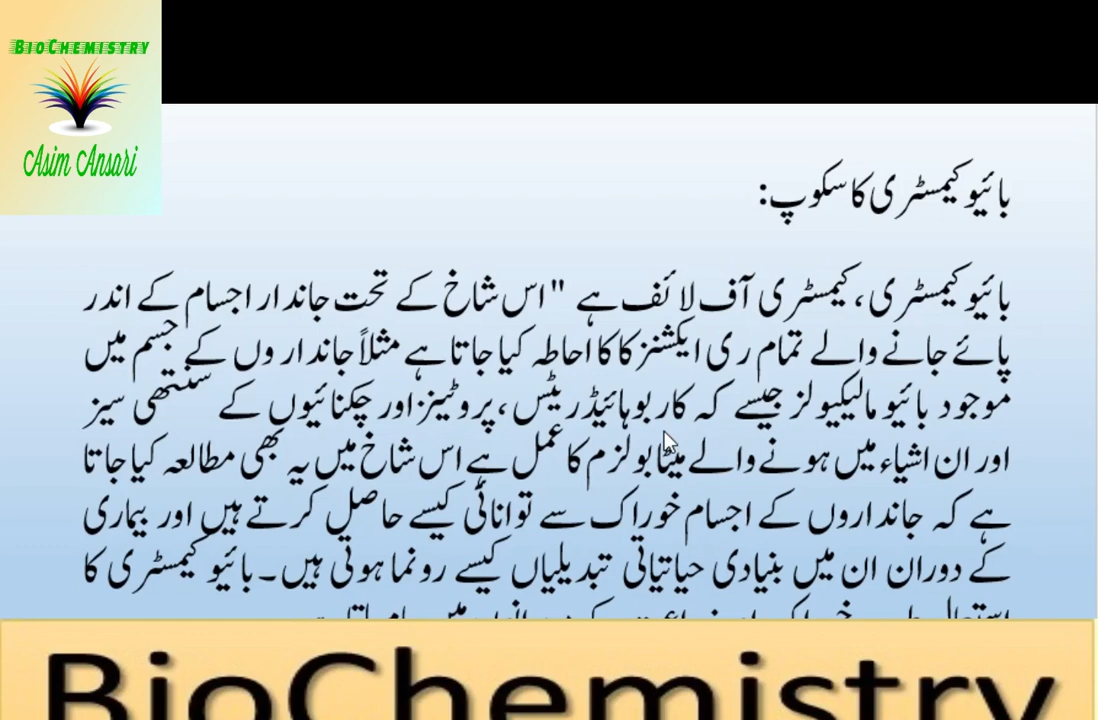 BIOCHEMISTRY
Asim Ansari
بائیو کیمسٹری کا سکوپ:
بائیو کیمسٹری، کیمسٹری آف لائف ہے "اس شاخ کے تحت جاندار اجسام کے اندر
پائے جانے والے تمام ری ایکشنز کا کا احاطہ کیا جاتا ہے مثلاً جاندار وں کے جسم میں
موجود بائیو مالیکیولز جیسے کہ کاربوہائیڈریٹس، پروٹینز اور چکنائیوں کے سنتھی سیز
اور ان اشیاء میں ہونے والے میٹابولزم کا عمل ہے اس شاخ میں یہ بھی مطالعہ کیا جاتا
ہے کہ جانداروں کے اجسام خوراک سے توانائی کیسے حاصل کرتے ہیں اور بیماری
کے دوران ان میں بنیادی حیاتیاتی تبدیلیاں کیسے رونما ہوتی ہیں۔ بائیو کیمسٹری کا
BioChemistry